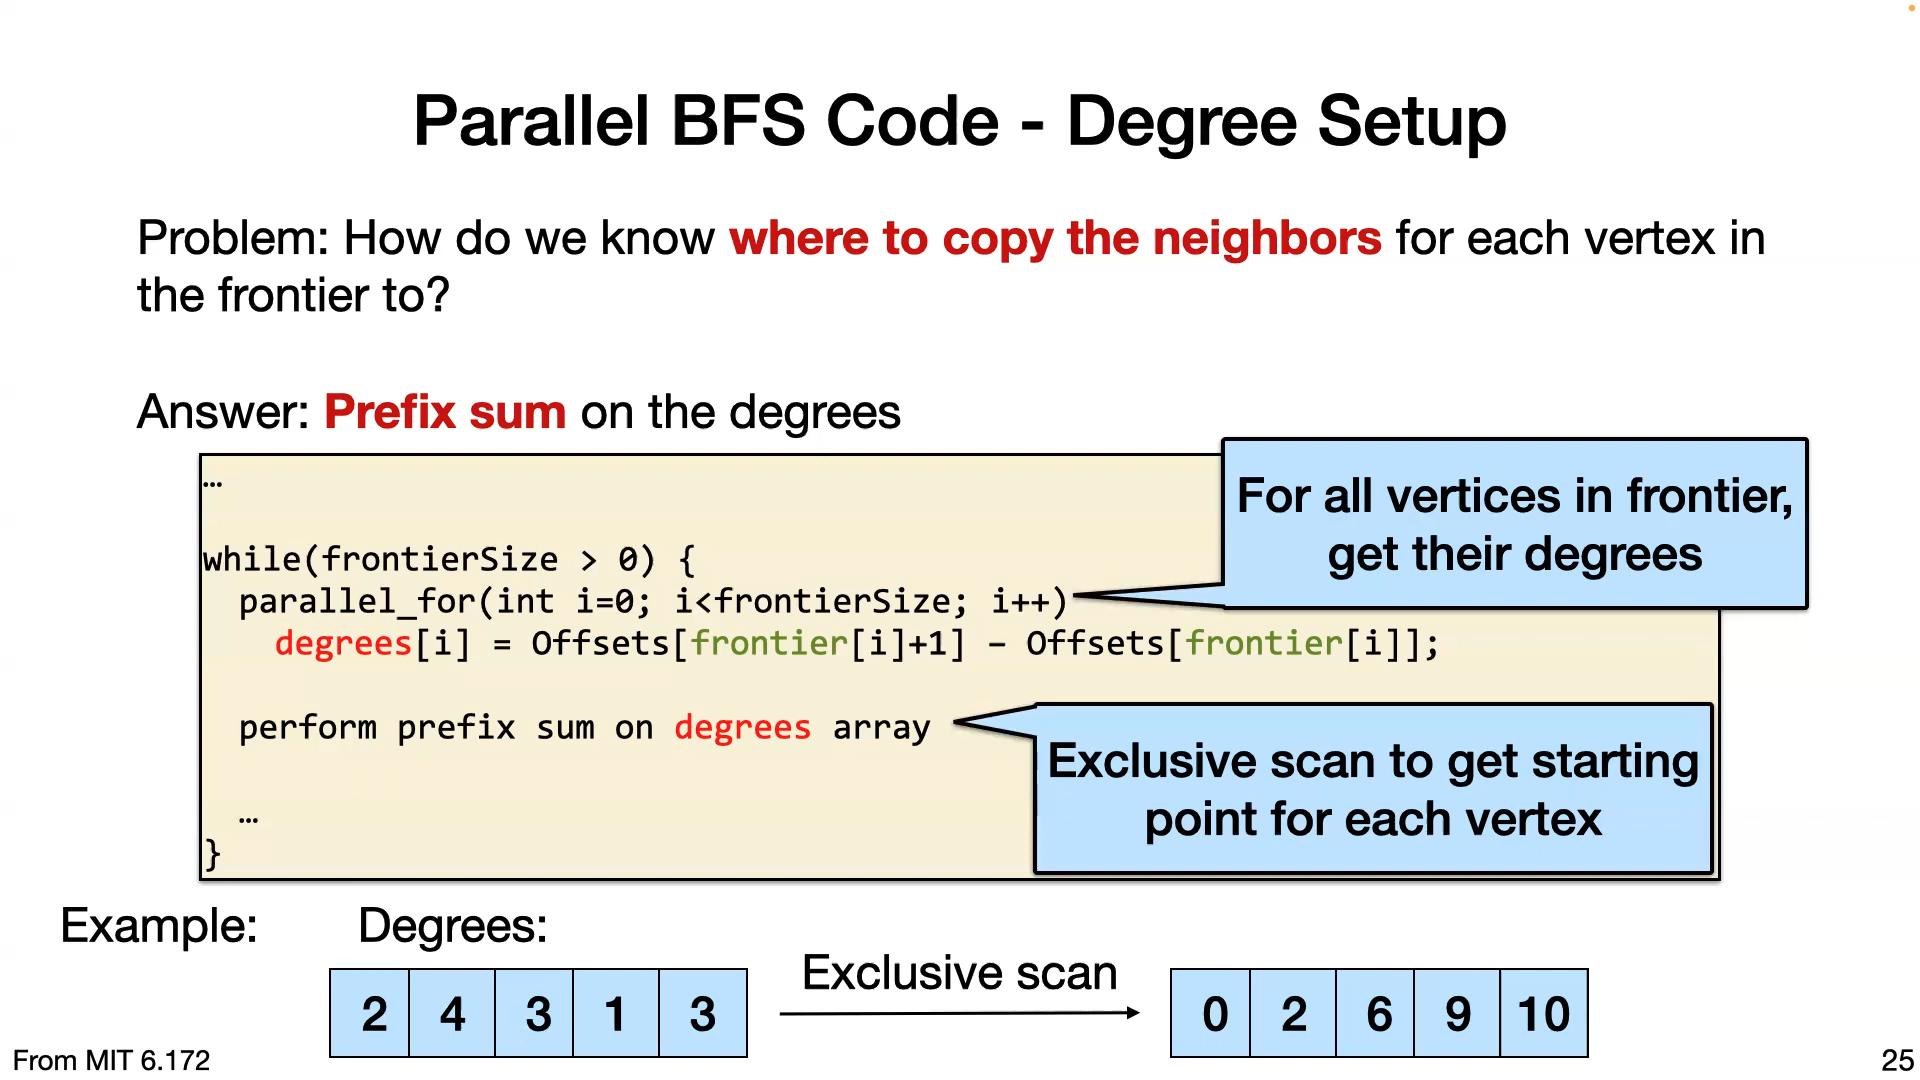 Parallel BFS Code - Degree Setup
Problem: How do we know where to copy the neighbors for each vertex in
the frontier to?
Answer: Prefix sum on the degrees
…
while(frontierSize > 0) {
parallel_for(int i=0; i<frontierSize; i++)
degrees[i] = Offsets[frontier[i]+1] – Offsets[frontier[i]];
perform prefix sum on degrees array
…
}
For all vertices in frontier,
get their degrees
Exclusive scan to get starting
point for each vertex
Example: Degrees:
2 4 3 1 3
Exclusive scan
0 2 6 9 10
From MIT 6.172
25